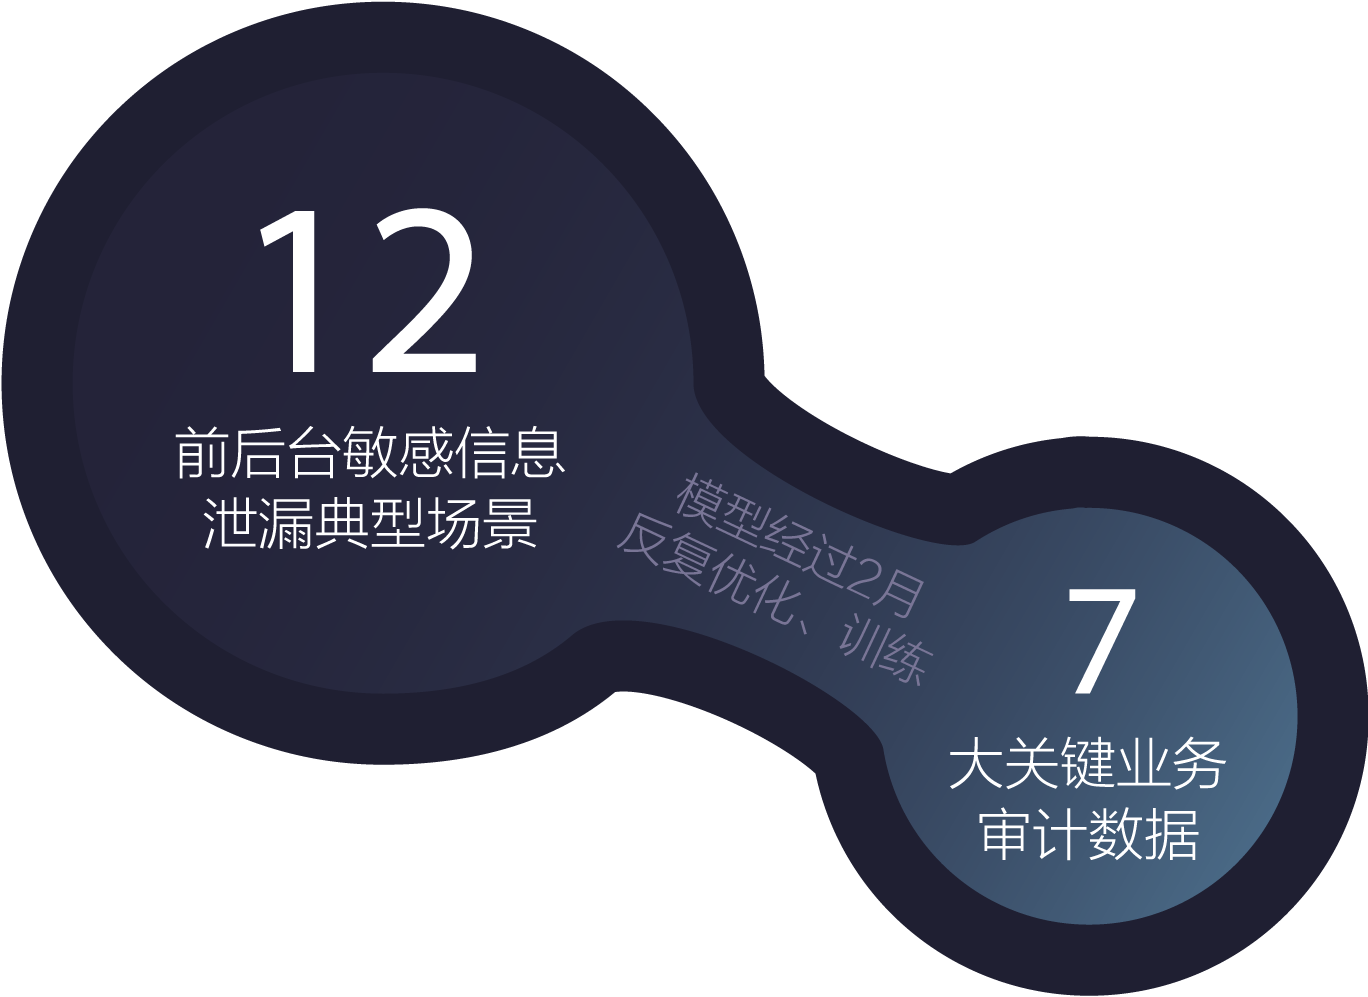 12
前后台敏感信息
泄漏典型场景
模型经过2月
反复优化、训练
7
大关键业务
审计数据